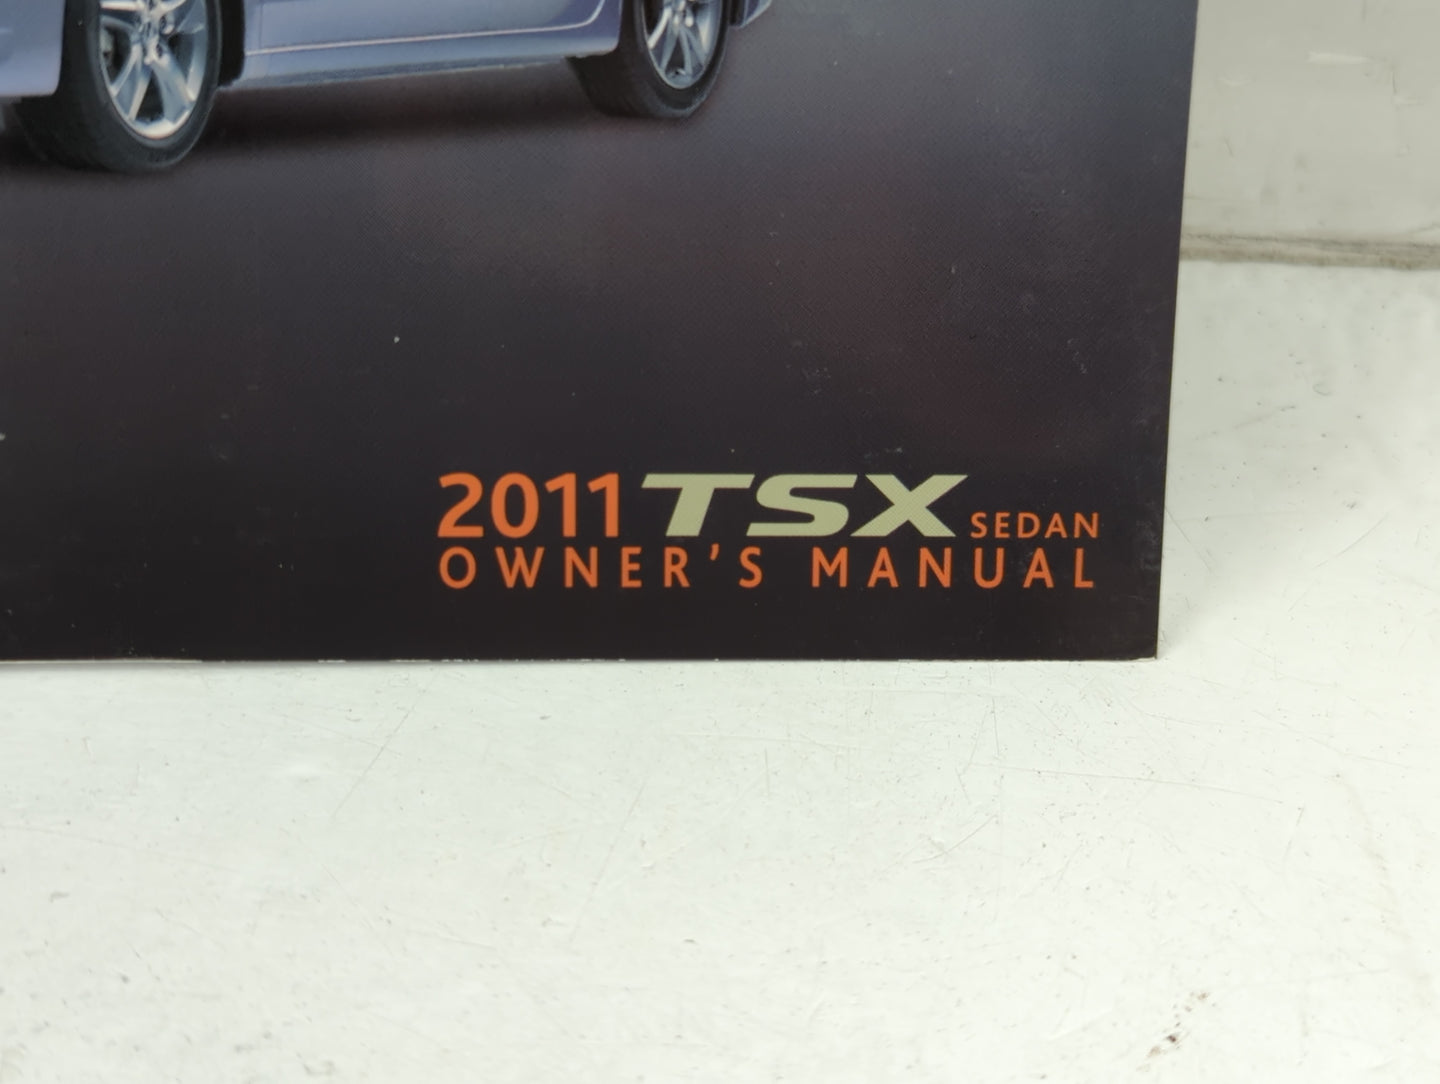 2011 TSX SEDAN
OWNER'S MANUAL